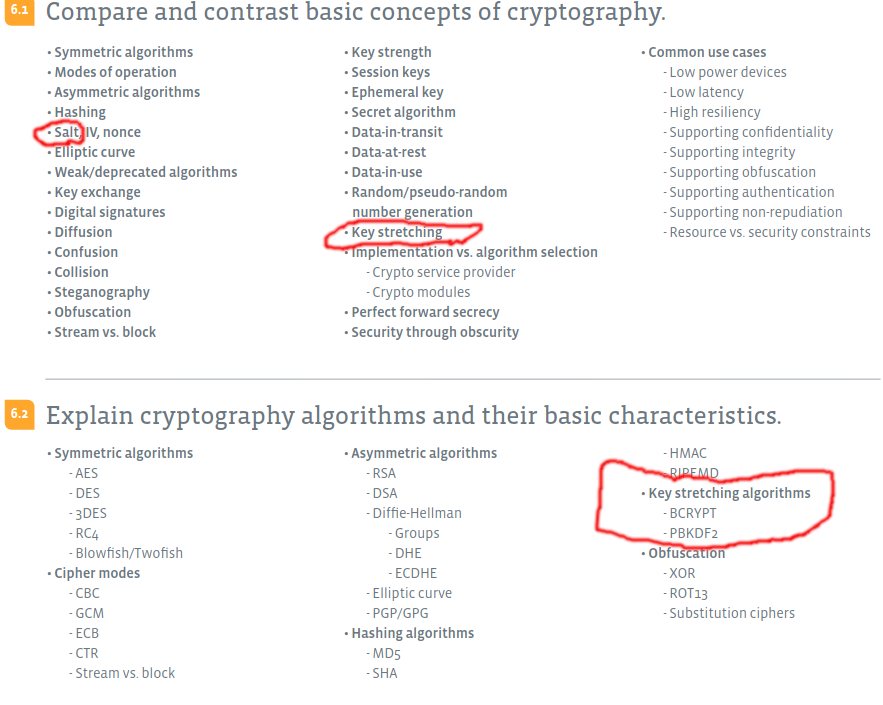 6.1 Compare and contrast basic concepts of cryptography.
• Symmetric algorithms
• Modes of operation
• Asymmetric algorithms
• Hashing
• Salt, IV, nonce
• Elliptic curve
• Weak/deprecated algorithms
• Key exchange
• Digital signatures
• Diffusion
• Confusion
• Collision
• Steganography
• Obfuscation
• Stream vs. block
• Key strength
• Session keys
• Ephemeral key
• Secret algorithm
• Data-in-transit
• Data-at-rest
• Data-in-use
• Random/pseudo-random
number generation
• Key stretching
• Implementation vs. algorithm selection
- Crypto service provider
- Crypto modules
• Perfect forward secrecy
• Security through obscurity
• Common use cases
- Low power devices
- Low latency
- High resiliency
- Supporting confidentiality
- Supporting integrity
- Supporting obfuscation
- Supporting authentication
- Supporting non-repudiation
- Resource vs. security constraints
6.2 Explain cryptography algorithms and their basic characteristics.
• Symmetric algorithms
- AES
- DES
- 3DES
- RC4
- Blowfish/Twofish
• Cipher modes
- CBC
- GCM
- ECB
- CTR
- Stream vs. block
• Asymmetric algorithms
- RSA
- DSA
- Diffie-Hellman
- Groups
- DHE
- ECDHE
- Elliptic curve
- PGP/GPG
• Hashing algorithms
- MD5
- SHA
- HMAC
- RIPEMD
• Key stretching algorithms
- BCRYPT
- PBKDF2
• Obfuscation
- XOR
- ROT13
- Substitution ciphers